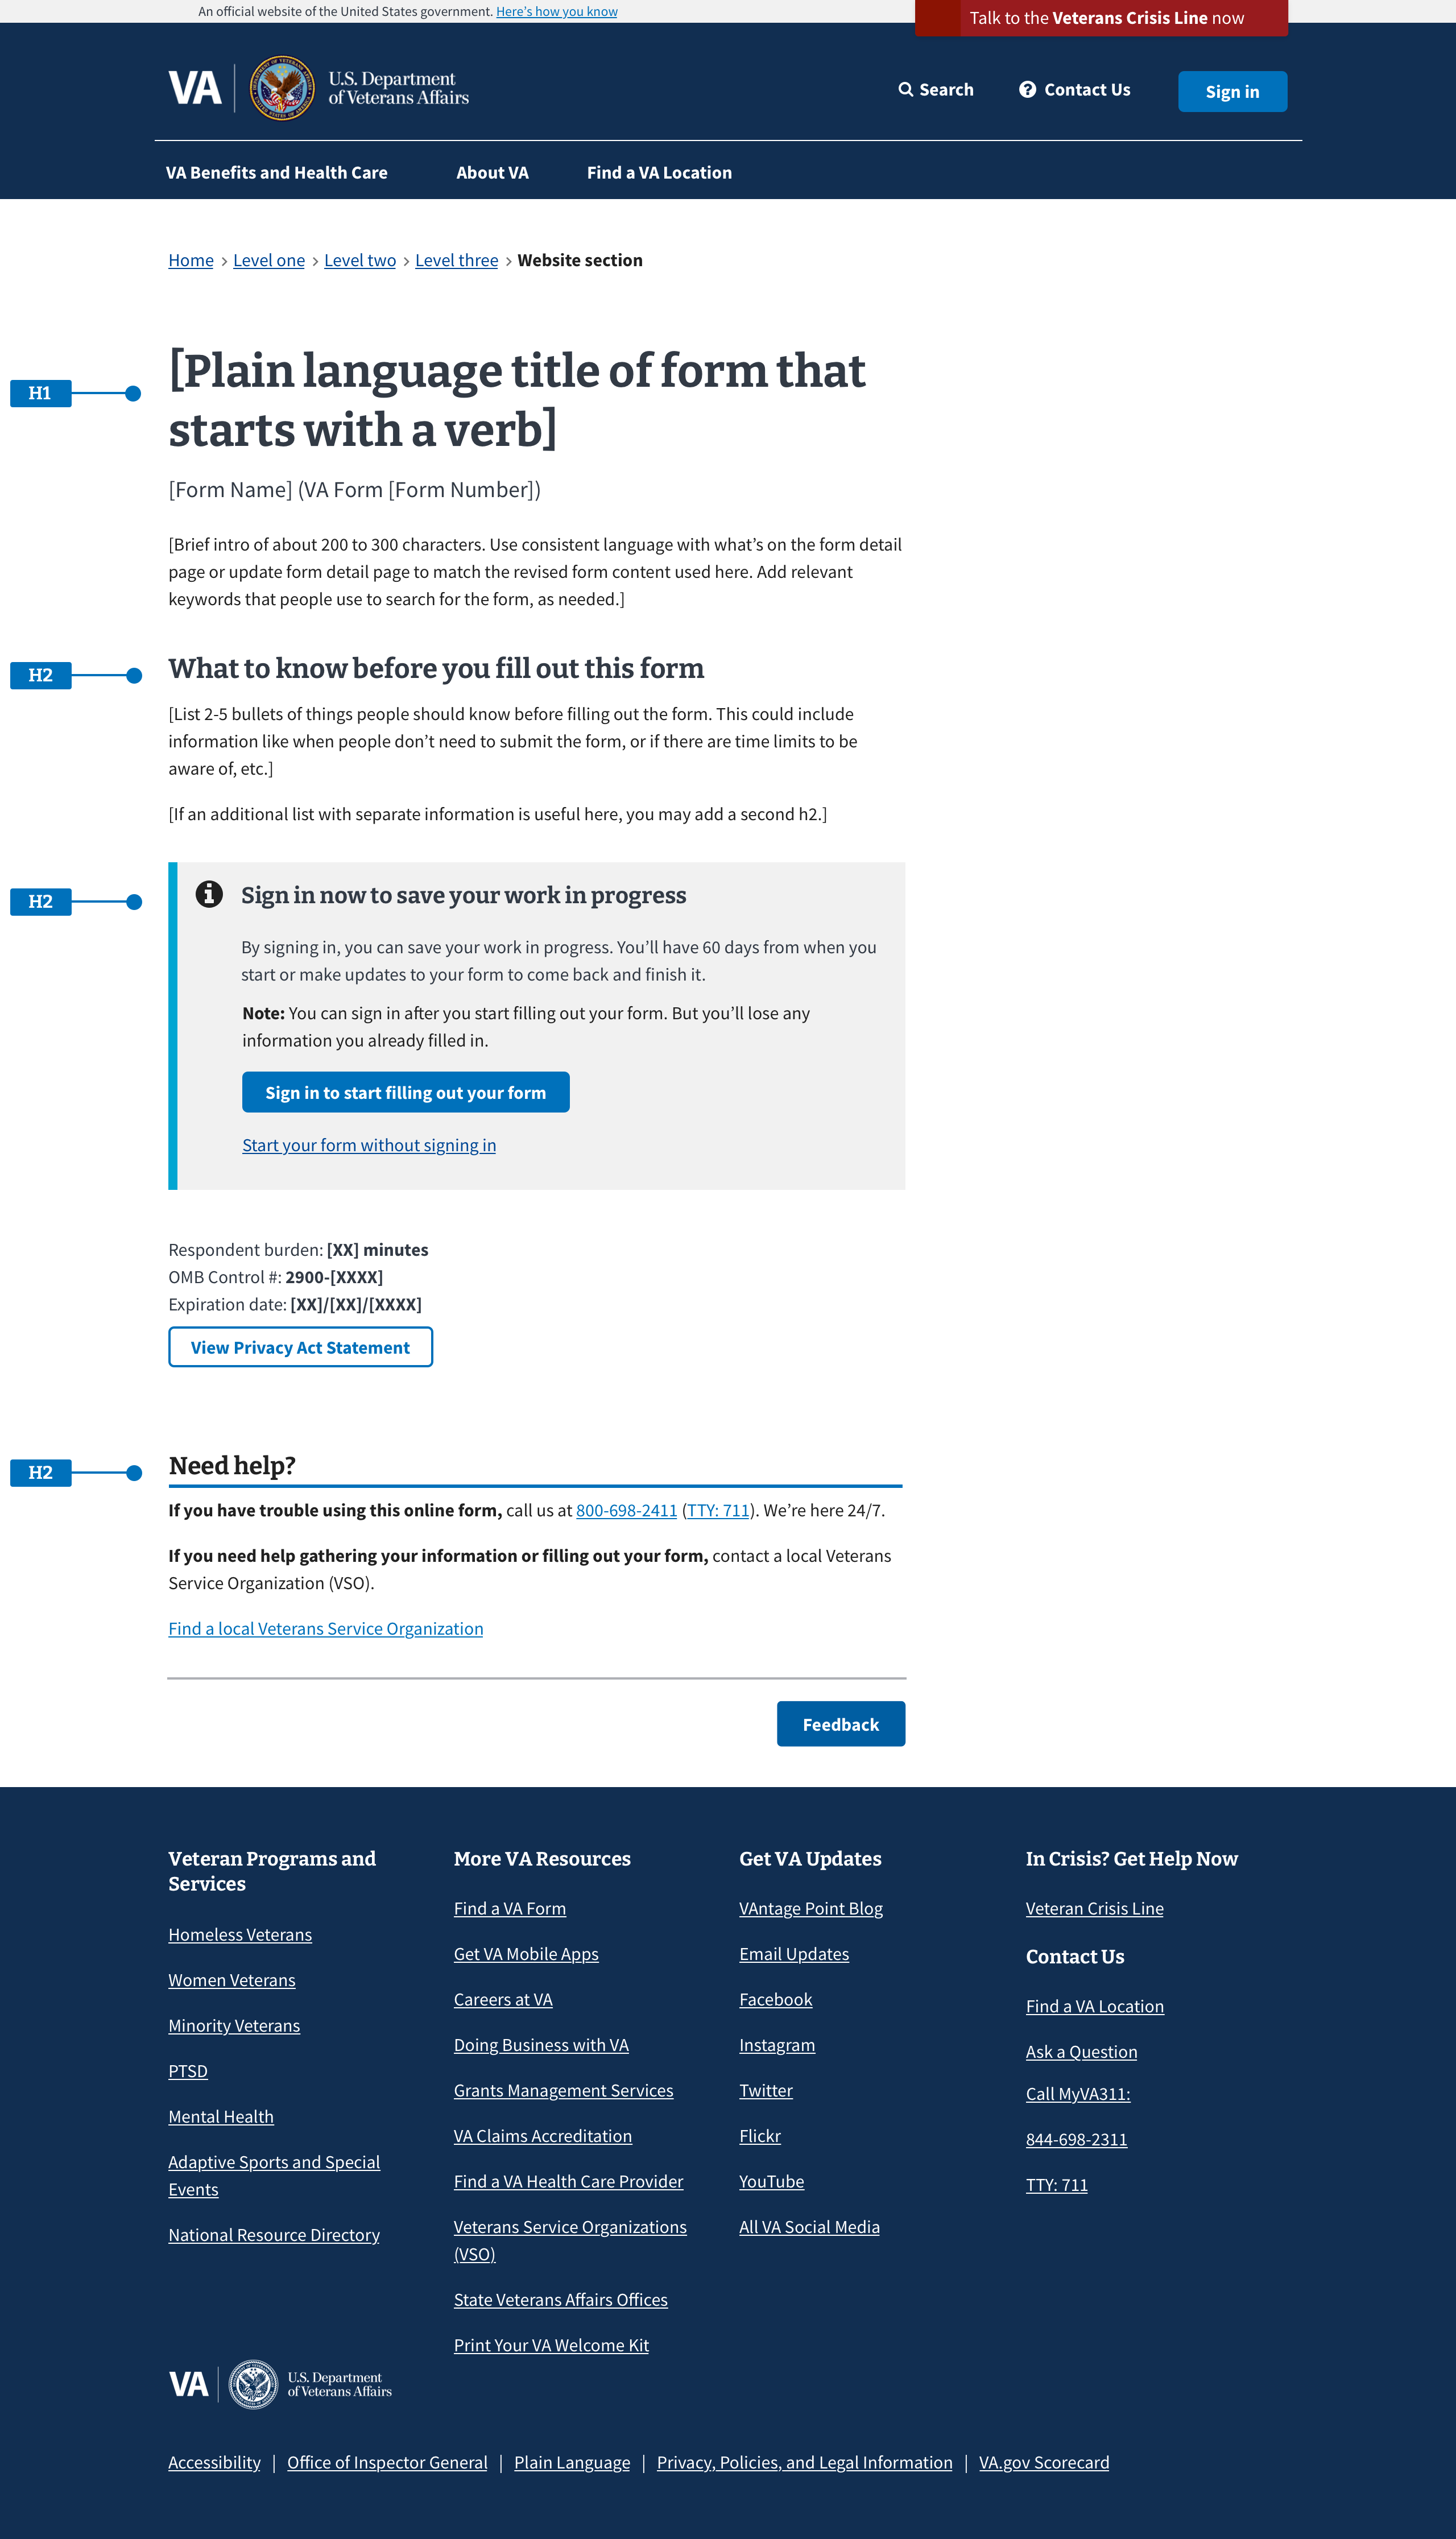 An official website of the United States government. Here’s how you know
Talk to the Veterans Crisis Line now
VA
U.S. Department
of Veterans Affairs
Search
Contact Us
Sign in
VA Benefits and Health Care
About VA
Find a VA Location
Home > Level one > Level two > Level three > Website section
H1
[Plain language title of form that
starts with a verb]
[Form Name] (VA Form [Form Number])
[Brief intro of about 200 to 300 characters. Use consistent language with what’s on the form detail
page or update form detail page to match the revised form content used here. Add relevant
keywords that people use to search for the form, as needed.]
H2
What to know before you fill out this form
[List 2-5 bullets of things people should know before filling out the form. This could include
information like when people don’t need to submit the form, or if there are time limits to be
aware of, etc.]
[If an additional list with separate information is useful here, you may add a second h2.]
H2
Sign in now to save your work in progress
By signing in, you can save your work in progress. You’ll have 60 days from when you
start or make updates to your form to come back and finish it.
Note: You can sign in after you start filling out your form. But you’ll lose any
information you already filled in.
Sign in to start filling out your form
Start your form without signing in
Respondent burden: [XX] minutes
OMB Control #: 2900-[XXXX]
Expiration date: [XX]/[XX]/[XXXX]
View Privacy Act Statement
H2
Need help?
If you have trouble using this online form, call us at 800-698-2411 (TTY: 711). We’re here 24/7.
If you need help gathering your information or filling out your form, contact a local Veterans
Service Organization (VSO).
Find a local Veterans Service Organization
Feedback
Veteran Programs and
Services
Homeless Veterans
Women Veterans
Minority Veterans
PTSD
Mental Health
Adaptive Sports and Special
Events
National Resource Directory
More VA Resources
Find a VA Form
Get VA Mobile Apps
Careers at VA
Doing Business with VA
Grants Management Services
VA Claims Accreditation
Find a VA Health Care Provider
Veterans Service Organizations
(VSO)
State Veterans Affairs Offices
Print Your VA Welcome Kit
Get VA Updates
VAntage Point Blog
Email Updates
Facebook
Instagram
Twitter
Flickr
YouTube
All VA Social Media
In Crisis? Get Help Now
Veteran Crisis Line
Contact Us
Find a VA Location
Ask a Question
Call MyVA311:
844-698-2311
TTY: 711
VA
U.S. Department
of Veterans Affairs
Accessibility | Office of Inspector General | Plain Language | Privacy, Policies, and Legal Information | VA.gov Scorecard